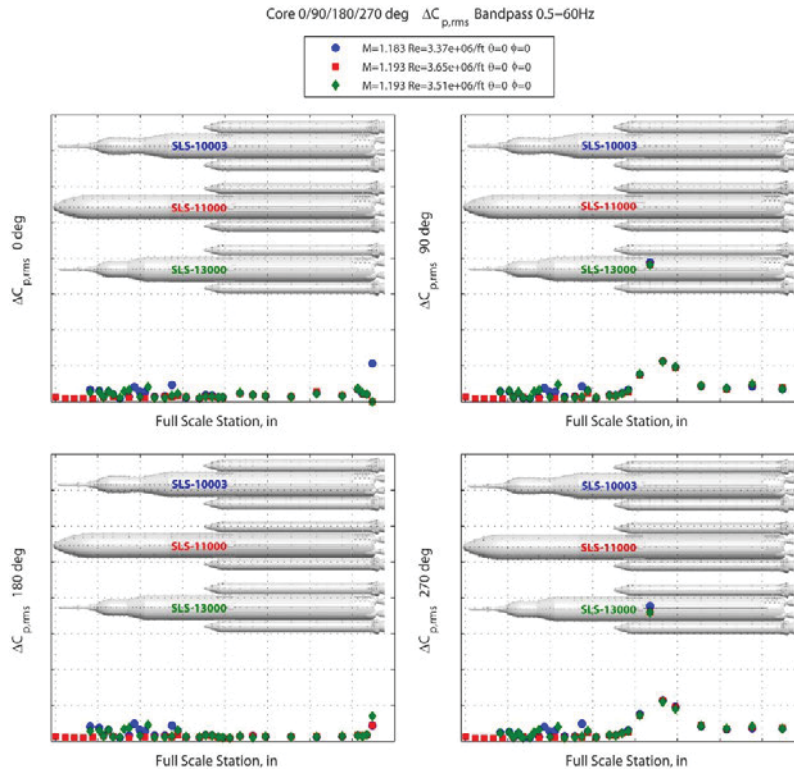 Core 0/90/180/270 deg ΔC p,rms Bandpass 0.5−60Hz
M=1.183 Re=3.37e+06/ft θ=0 ϕ=0
M=1.193 Re=3.65e+06/ft θ=0 ϕ=0
M=1.193 Re=3.51e+06/ft θ=0 ϕ=0
ΔC p,rms 0 deg
SLS-10003
SLS-11000
SLS-13000
Full Scale Station, in
ΔC p,rms 90 deg
SLS-10003
SLS-11000
SLS-13000
Full Scale Station, in
ΔC p,rms 180 deg
SLS-10003
SLS-11000
SLS-13000
Full Scale Station, in
ΔC p,rms 270 deg
SLS-10003
SLS-11000
SLS-13000
Full Scale Station, in